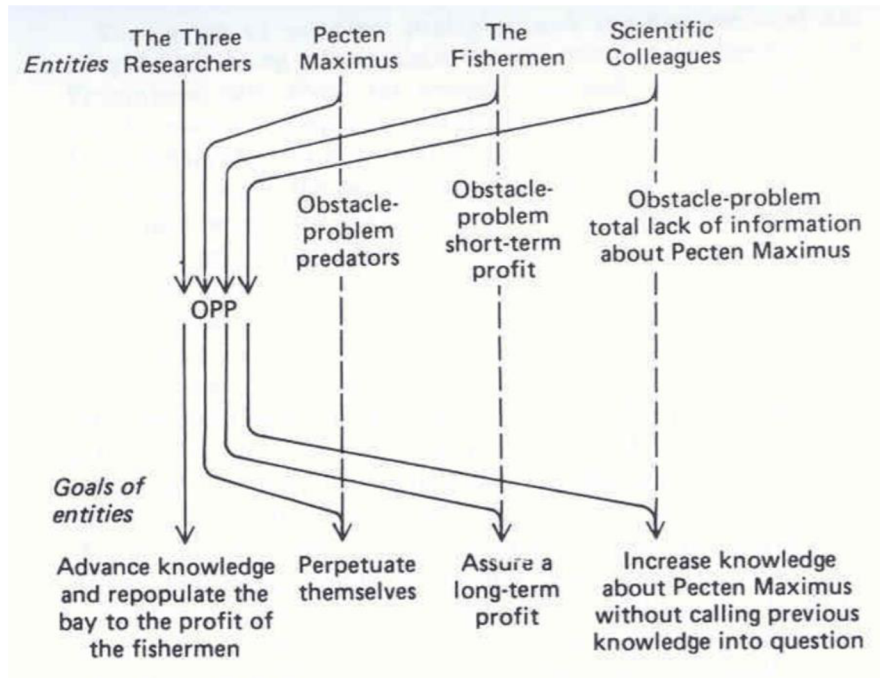 Entities
The Three
Researchers
Pecten
Maximus
The
Fishermen
Scientific
Colleagues
Obstacle-
problem
predators
Obstacle-
problem
short-term
profit
Obstacle-problem
total lack of information
about Pecten Maximus
OPP
Goals of
entities
Advance knowledge
and repopulate the
bay to the profit of
the fishermen
Perpetuate
themselves
Assure a
long-term
profit
Increase knowledge
about Pecten Maximus
without calling previous
knowledge into question